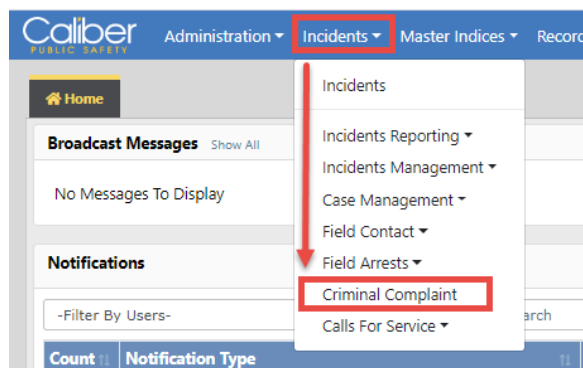 Caliber
PUBLIC SAFETY
Administration Incidents Master Indices Record
Home
Incidents
Broadcast Messages Show All
Incidents Reporting
Incidents Management
No Messages To Display
Case Management
Field Contact
Notifications
Field Arrests
Criminal Complaint
-Filter By Users-
arch
Calls For Service
Count Notification Type